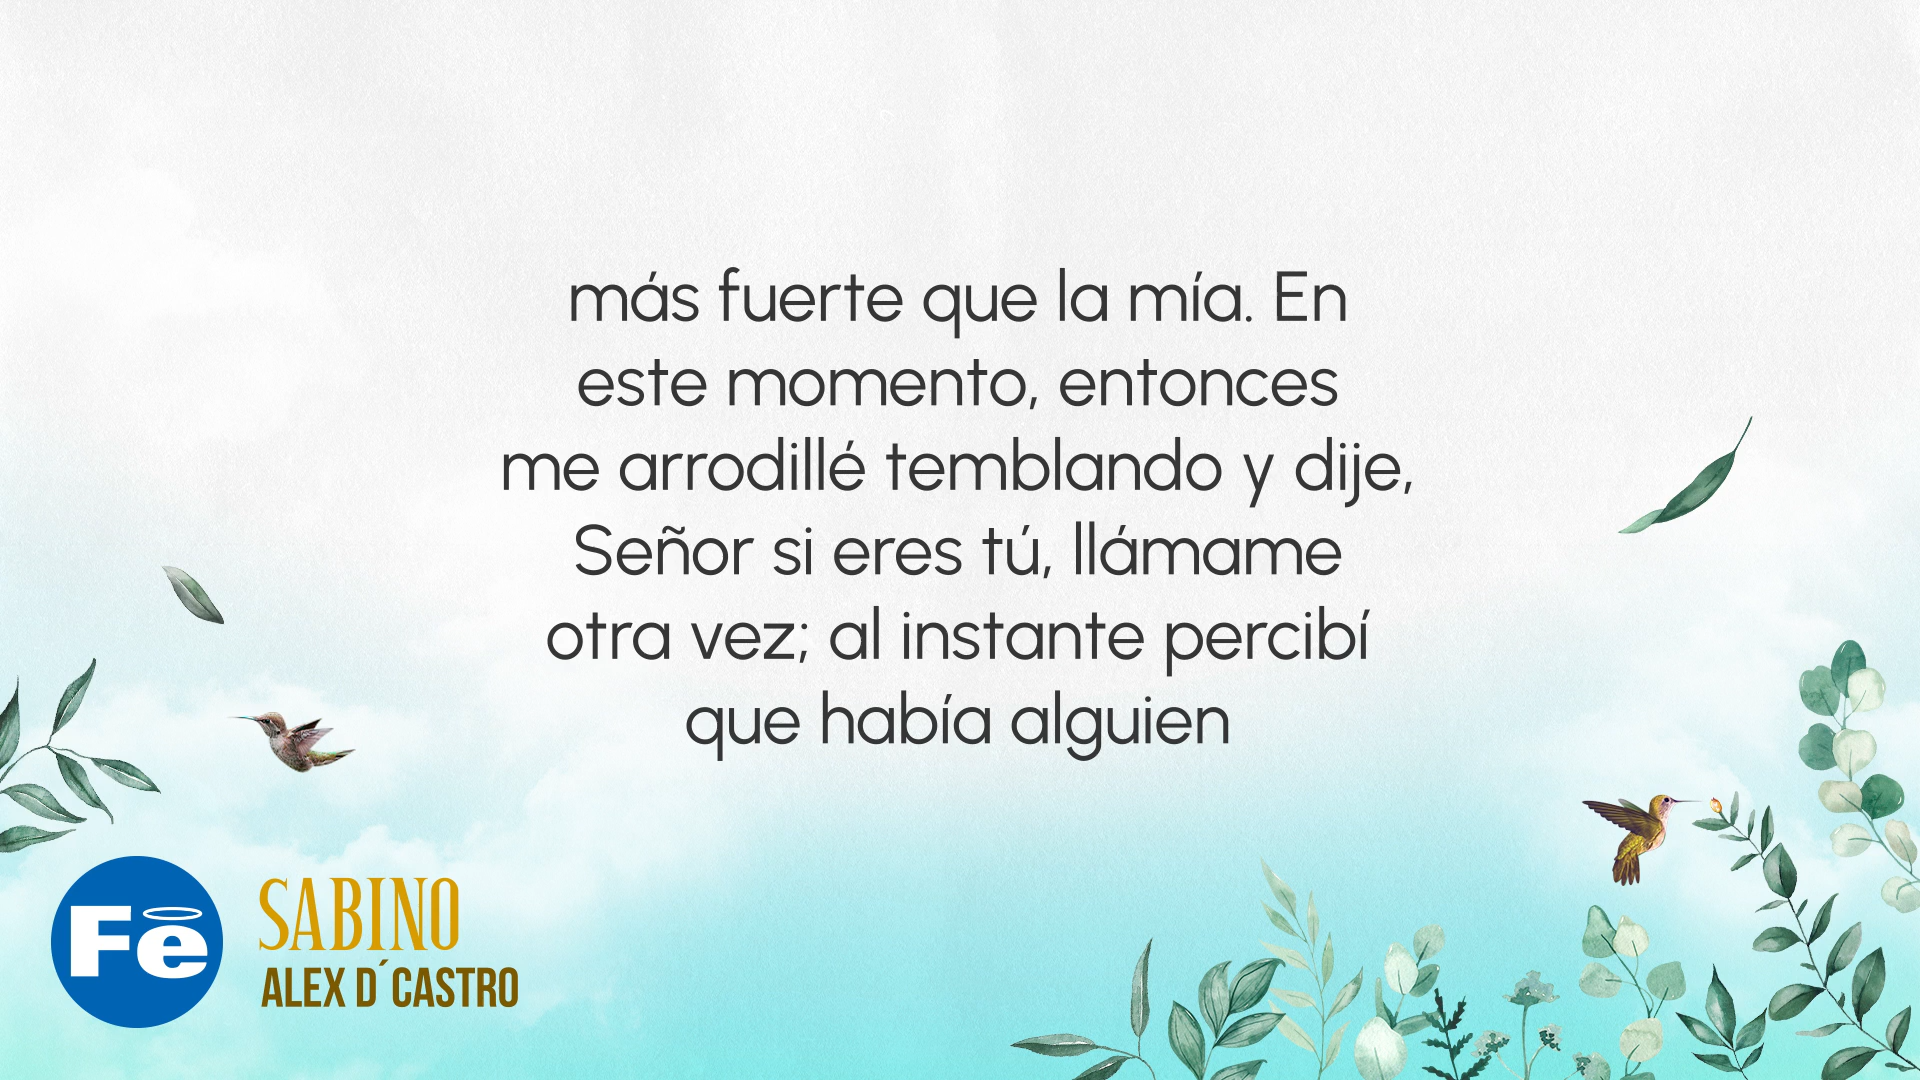 más fuerte que la mía. En
este momento, entonces
me arrodillé temblando y dije,
Señor si eres tú, llámame
otra vez; al instante percibí
que había alguien
Fe
SABINO
ALEX D´CASTRO